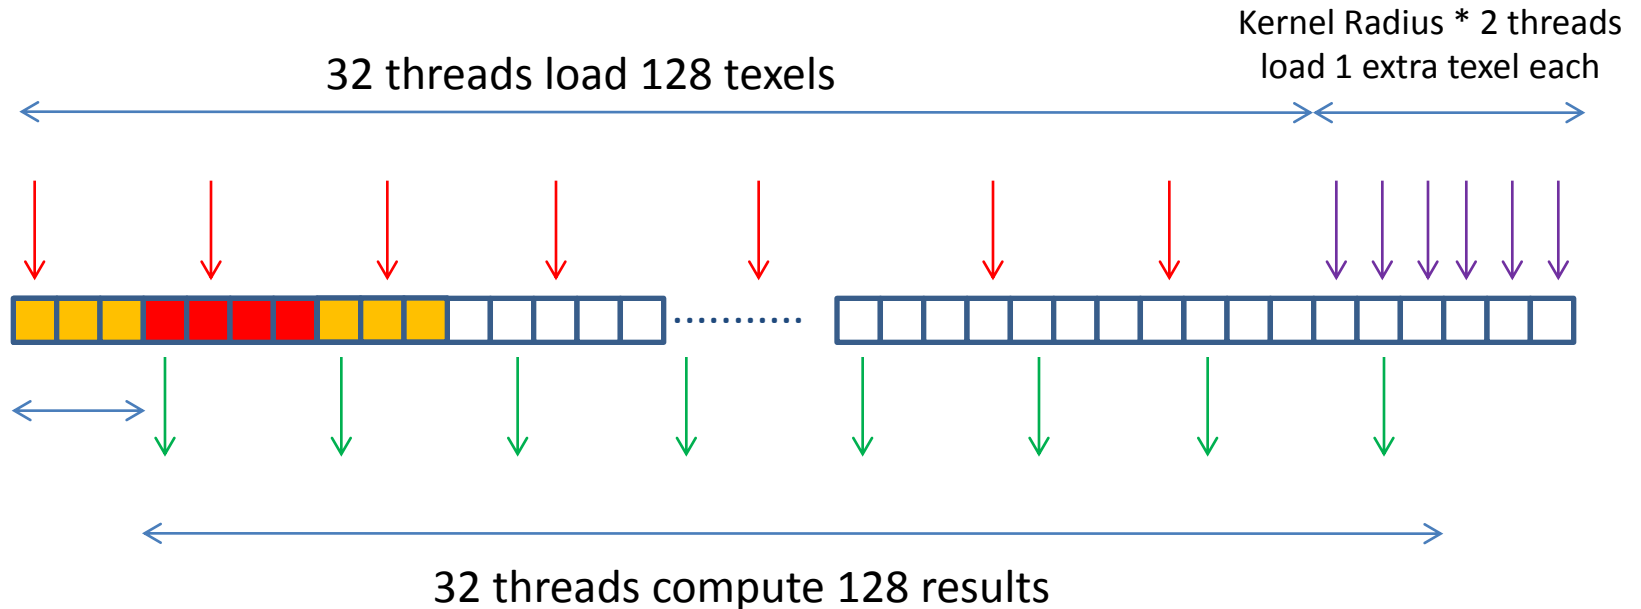 Kernel Radius * 2 threads
load 1 extra texel each
32 threads load 128 texels
32 threads compute 128 results